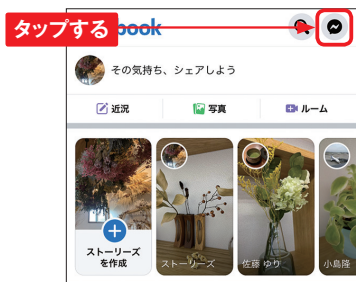 タップする
book
その気持ち、シェアしよう
近況
写真
ルーム
ストーリーズ
を作成
ストーリーズ
佐藤 ゆり
小島隆